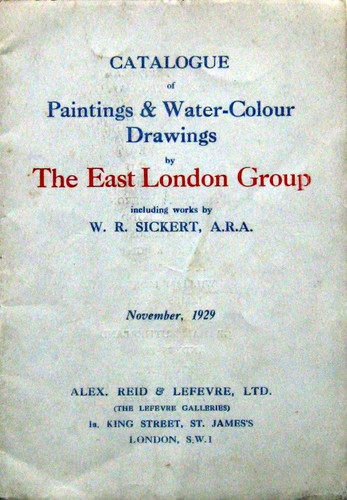 CATALOGUE
of
Paintings & Water-Colour
Drawings
by
The East London Group
including works by
W. R. SICKERT, A.R.A.
November, 1929
ALEX. REID & LEFEVRE, LTD.
(THE LEFEVRE GALLERIES)
1a, KING STREET, ST. JAMES's
LONDON, S.W.1